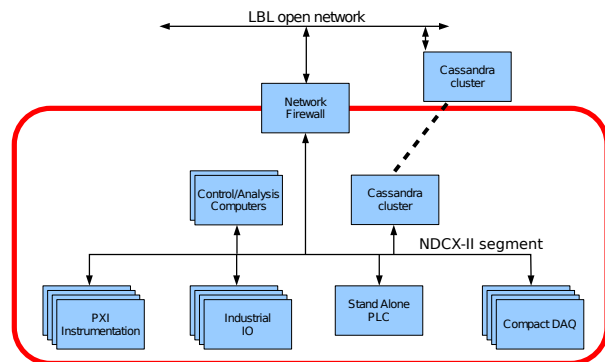 LBL open network
Cassandra
cluster
Network
Firewall
Control/Analysis
Computers
Cassandra
cluster
NDCX-II segment
PXI
Instrumentation
Industrial
IO
Stand Alone
PLC
Compact DAQ